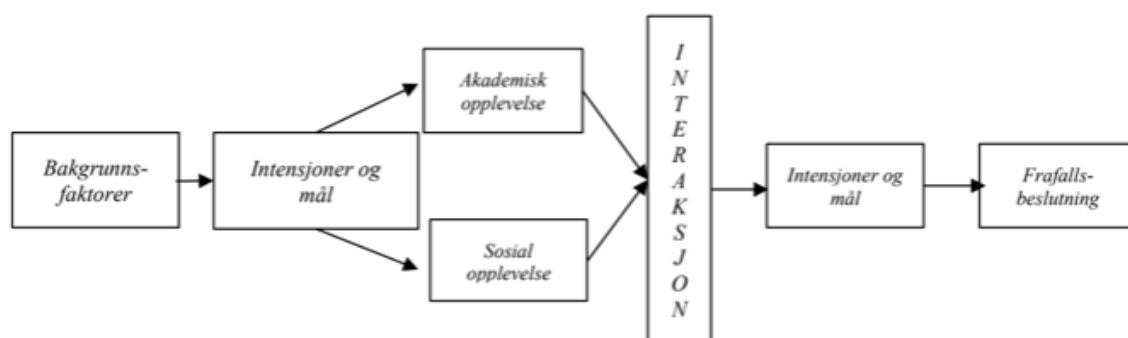 Bakgrunns-
faktorer
Intensjoner og
mål
Akademisk
opplevelse
Sosial
opplevelse
I
N
T
E
R
A
K
S
J
O
N
Intensjoner og
mål
Frafalls-
beslutning